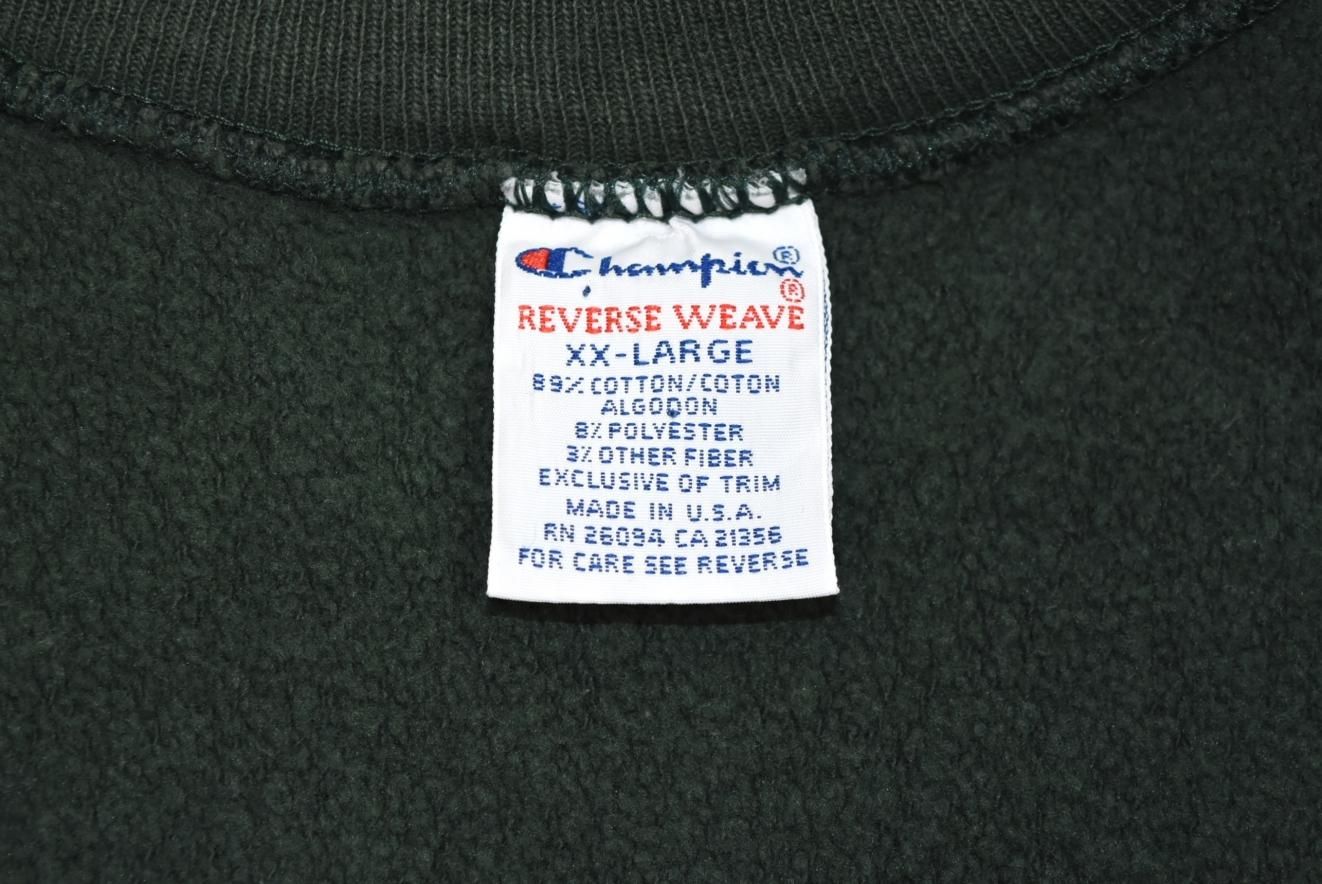 Champion®
REVERSE WEAVE®
XX-LARGE
89% COTTON/COTON
ALGODON
8% POLYESTER
3% OTHER FIBER
EXCLUSIVE OF TRIM
MADE IN U.S.A.
RN 26094 CA 21356
FOR CARE SEE REVERSE